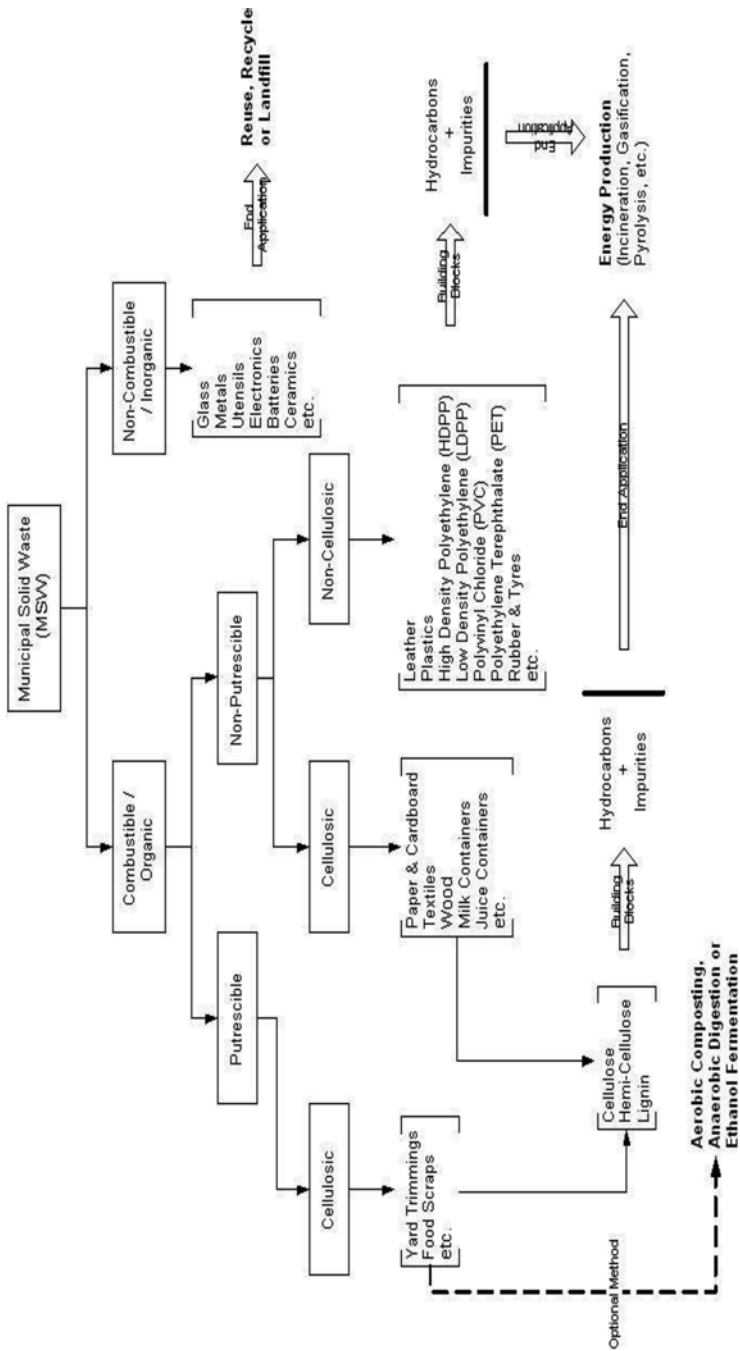 Municipal Solid Waste
(MSW)
Combustible /
Organic
Non-Combustible
/ Inorganic
Putrescible
Non-Putrescible
Glass
Metals
Utensils
Electronics
Batteries
Ceramics
etc.
End
Application
Reuse, Recycle
or Landfill
Cellulosic
Cellulosic
Non-Cellulosic
Yard Trimmings
Food Scraps
etc.
Paper & Cardboard
Textiles
Wood
Milk Containers
Juice Containers
etc.
Leather
Plastics
High Density Polyethylene (HDPP)
Low Density Polyethylene (LDPP)
Polyvinyl Chloride (PVC)
Polyethylene Terephthalate (PET)
Rubber & Tyres
etc.
Building
Blocks
Hydrocarbons
+
Impurities
End
Application
Cellulose
Hemi-Cellulose
Lignin
Building
Blocks
Hydrocarbons
+
Impurities
End Application
Energy Production
(Incineration, Gasification,
Pyrolysis, etc.)
Optional Method
Aerobic Composting,
Anaerobic Digestion or
Ethanol Fermentation